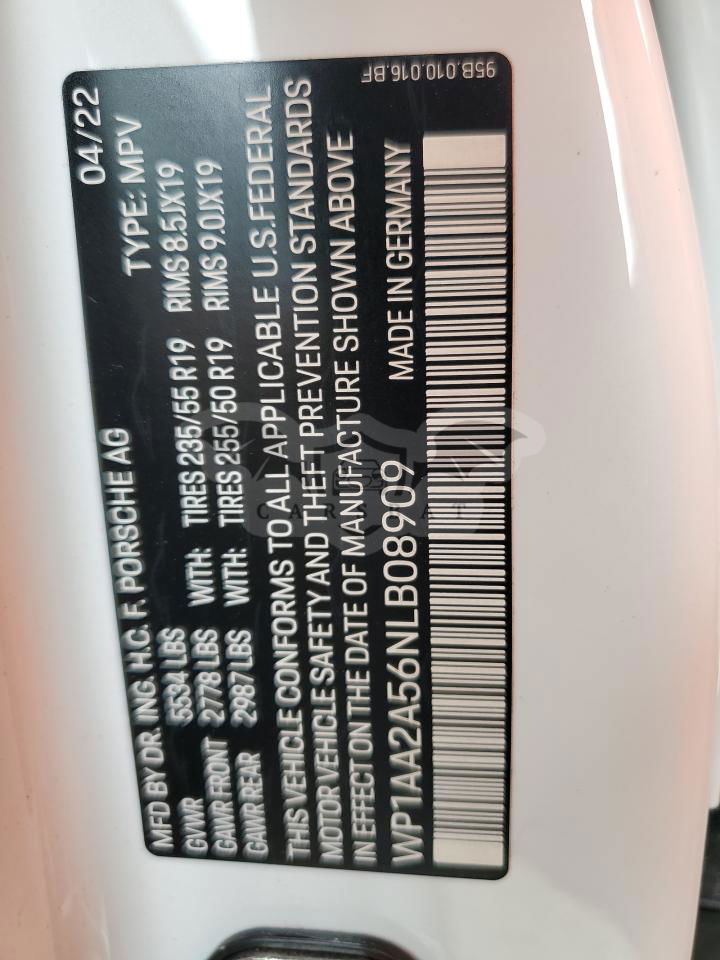 MFD BY DR. ING. H.C. F. PORSCHE AG 04/22
GVWR 5534 LBS TYPE: MPV
GAWR FRONT 2778 LBS WITH: TIRES 235/55 R19 RIMS 8.5JX19
GAWR REAR 2987 LBS WITH: TIRES 255/50 R19 RIMS 9.0JX19
THIS VEHICLE CONFORMS TO ALL APPLICABLE U.S. FEDERAL
MOTOR VEHICLE SAFETY AND THEFT PREVENTION STANDARDS
IN EFFECT ON THE DATE OF MANUFACTURE SHOWN ABOVE
WP1AA2A56NLB08909 MADE IN GERMANY
95B.010.016.BF